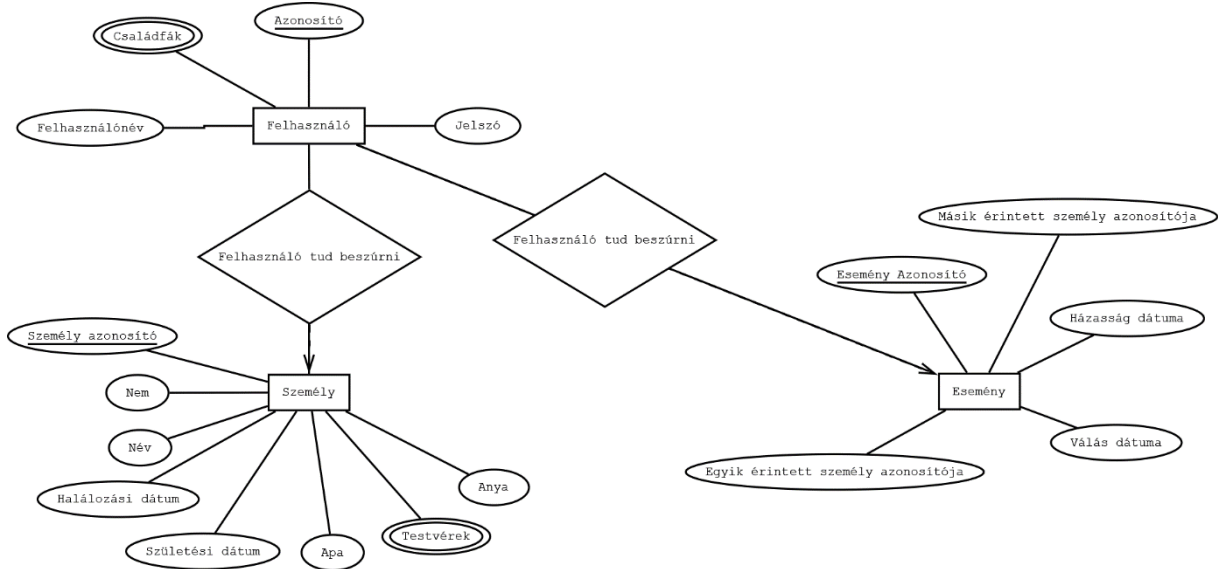 Azonosító
Családfák
Felhasználónév
Felhasználó
Jelszó
Felhasználó tud beszúrni
Felhasználó tud beszúrni
Másik érintett személy azonosítója
Esemény Azonosító
Házasság dátuma
Személy azonosító
Nem
Személy
Esemény
Név
Válás dátuma
Egyik érintett személy azonosítója
Halálozási dátum
Anya
Testvérek
Születési dátum
Apa